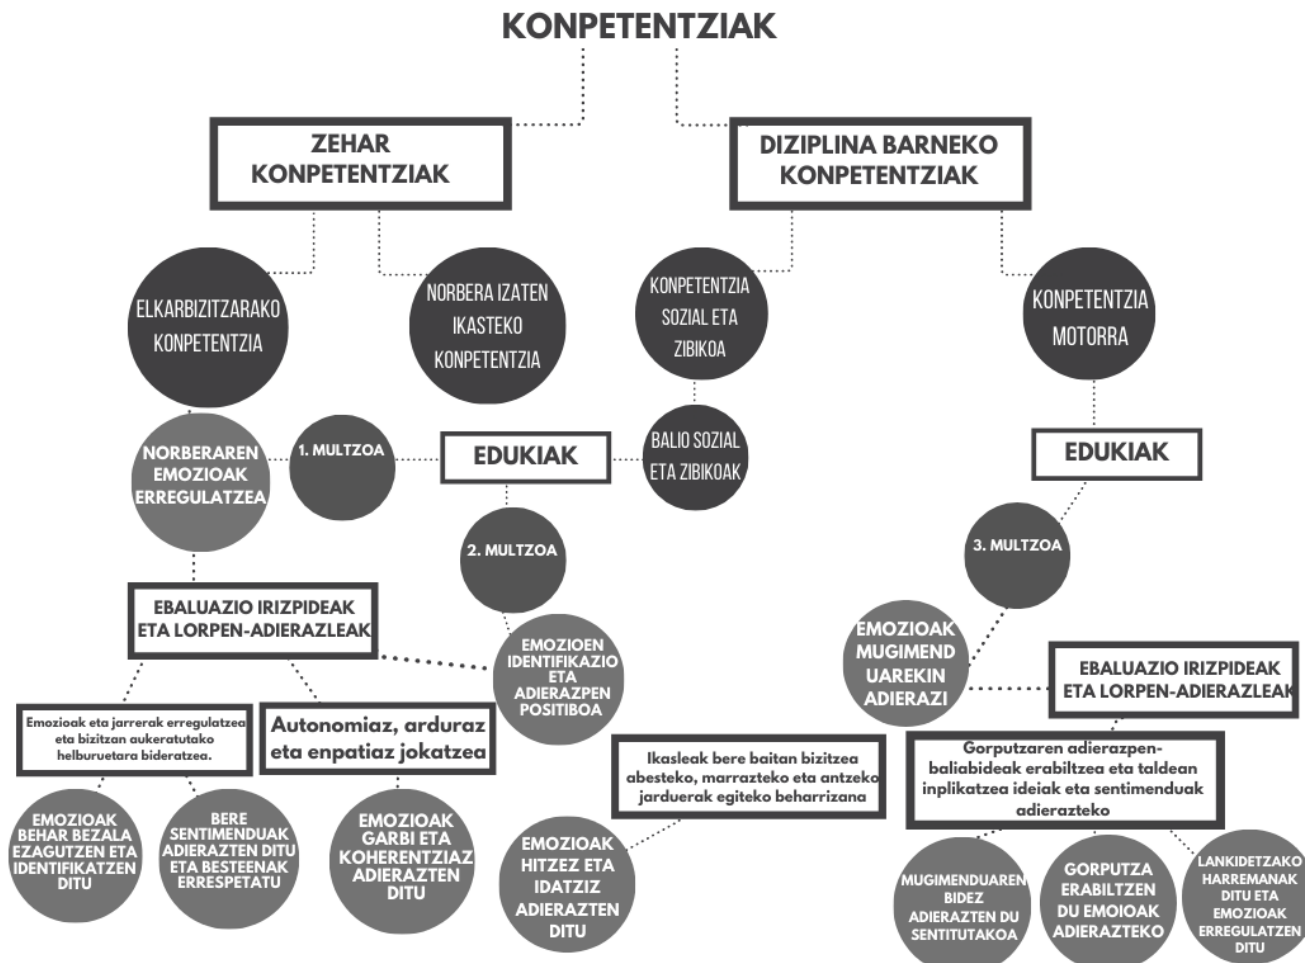 KONPETENTZIAK
ZEHAR
KONPETENTZIAK
DIZIPLINA BARNEKO
KONPETENTZIAK
ELKARBIZITZARAKO
KONPETENTZIA
NORBERA IZATEN
IKASTEKO
KONPETENTZIA
KONPETENTZIA
SOZIAL ETA
ZIBIKOA
KONPETENTZIA
MOTORRA
NORBERAREN
EMOZIOAK
ERREGULATZEA
1. MULTZOA
EDUKIAK
BALIO SOZIAL
ETA ZIBIKOAK
EDUKIAK
2. MULTZOA
3. MULTZOA
EBALUAZIO IRIZPIDEAK
ETA LORPEN-ADIERAZLEAK
EMOZIOEN
IDENTIFIKAZIO
ETA
ADIERAZPEN
POSITIBOA
EMOZIOAK
MUGIMEND
UAREKIN
ADIERAZI
EBALUAZIO IRIZPIDEAK
ETA LORPEN-ADIERAZLEAK
Emozioak eta jarrerak erregulatzea
eta bizitzan aukeratutako
helburuetara bideratzea.
Autonomiaz, arduraz
eta enpatiaz jokatzea
Ikasleak bere baitan bizitzea
abesteko, marrazteko eta antzeko
jarduerak egiteko beharrizana
Gorputzaren adierazpen-
baliabideak erabiltzea eta taldean
inplikatzea ideiak eta sentimenduak
adierazteko
EMOZIOAK
BEHAR BEZALA
EZAGUTZEN ETA
IDENTIFIKATZEN
DITU
BERE
SENTIMENDUAK
ADIERAZTEN DITU
ETA BESTEENAK
ERRESPETATU
EMOZIOAK
GARBI ETA
KOHERENTZIAZ
ADIERAZTEN
DITU
EMOZIOAK
HITZEZ ETA
IDATZIZ
ADIERAZTEN
DITU
MUGIMENDUAREN
BIDEZ
ADIERAZTEN DU
SENTITUTAKOA
GORPUTZA
ERABILTZEN
DU EMOIOAK
ADIERAZTEKO
LANKIDETZAKO
HARREMANAK
DITU ETA
EMOZIOAK
ERREGULATZEN
DITU